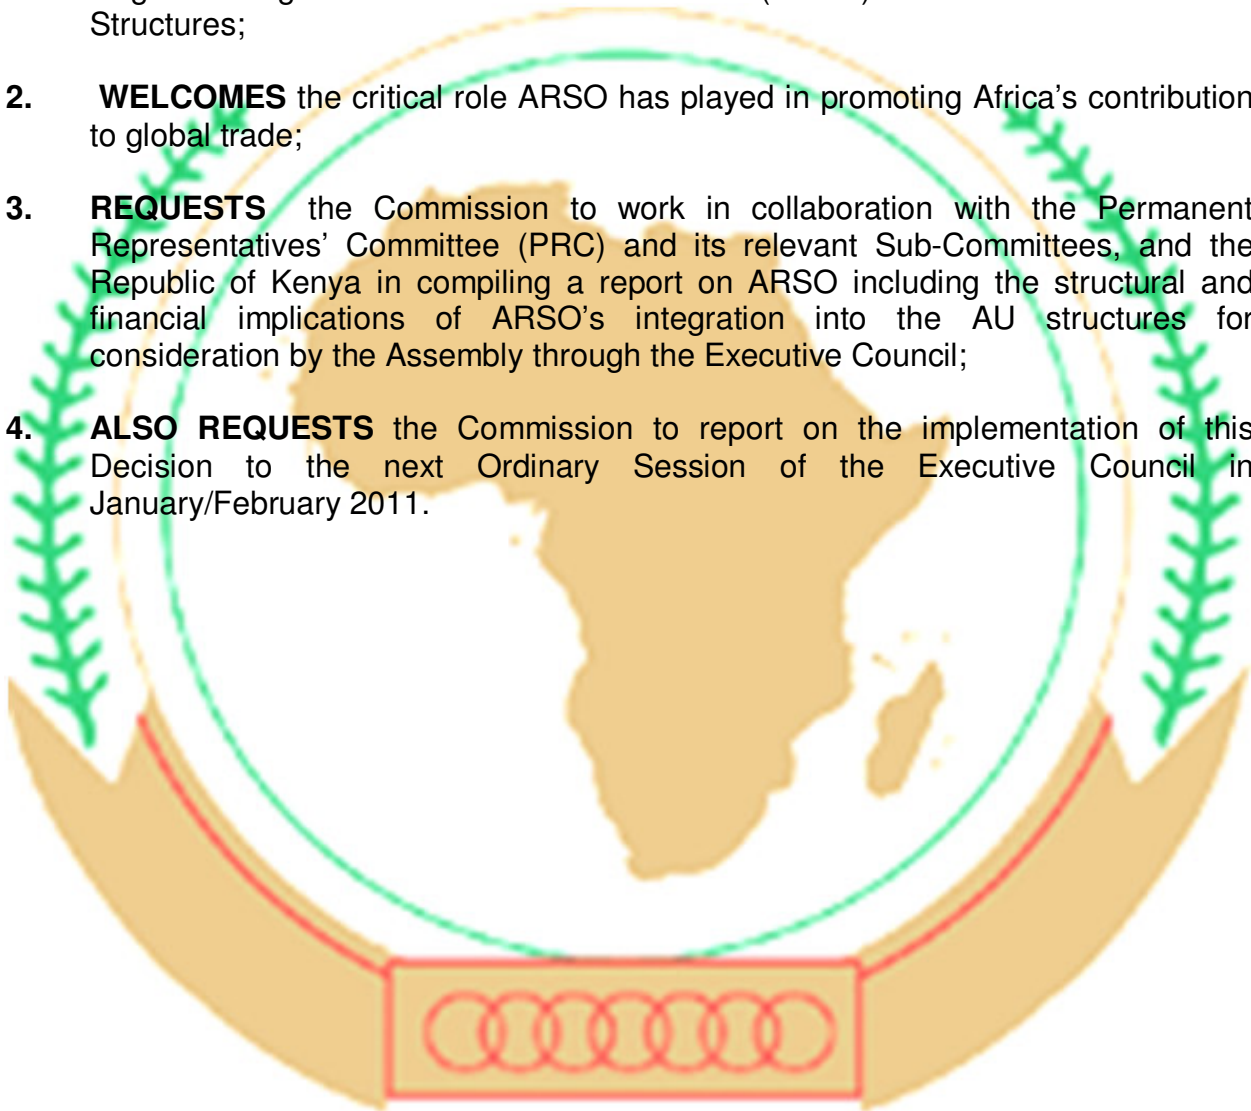 Structures;
2. WELCOMES the critical role ARSO has played in promoting Africa's contribution
to global trade;
3. REQUESTS the Commission to work in collaboration with the Permanent
Representatives' Committee (PRC) and its relevant Sub-Committees, and the
Republic of Kenya in compiling a report on ARSO including the structural and
financial implications of ARSO's integration into the AU structures for
consideration by the Assembly through the Executive Council;
4. ALSO REQUESTS the Commission to report on the implementation of this
Decision to the next Ordinary Session of the Executive Council in
January/February 2011.